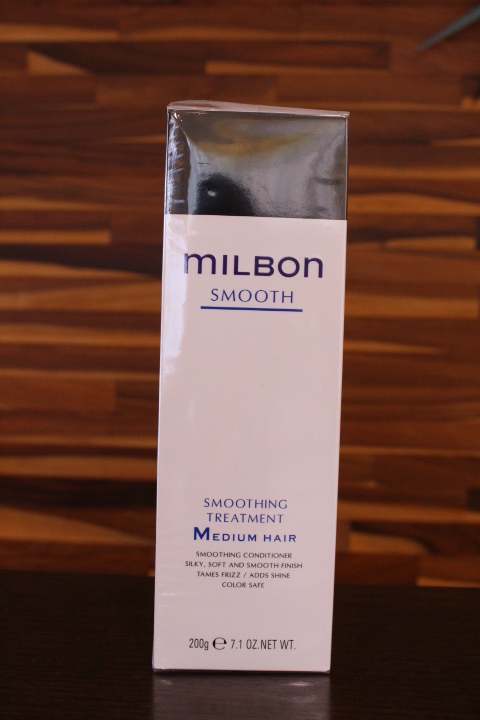 milbon
SMOOTH
SMOOTHING
TREATMENT
MEDIUM HAIR
SMOOTHING CONDITIONER
SILKY, SOFT AND SMOOTH FINISH
TAMES FRIZZ / ADDS SHINE
COLOR SAFE
200g ℮ 7.1 OZ.NET WT.